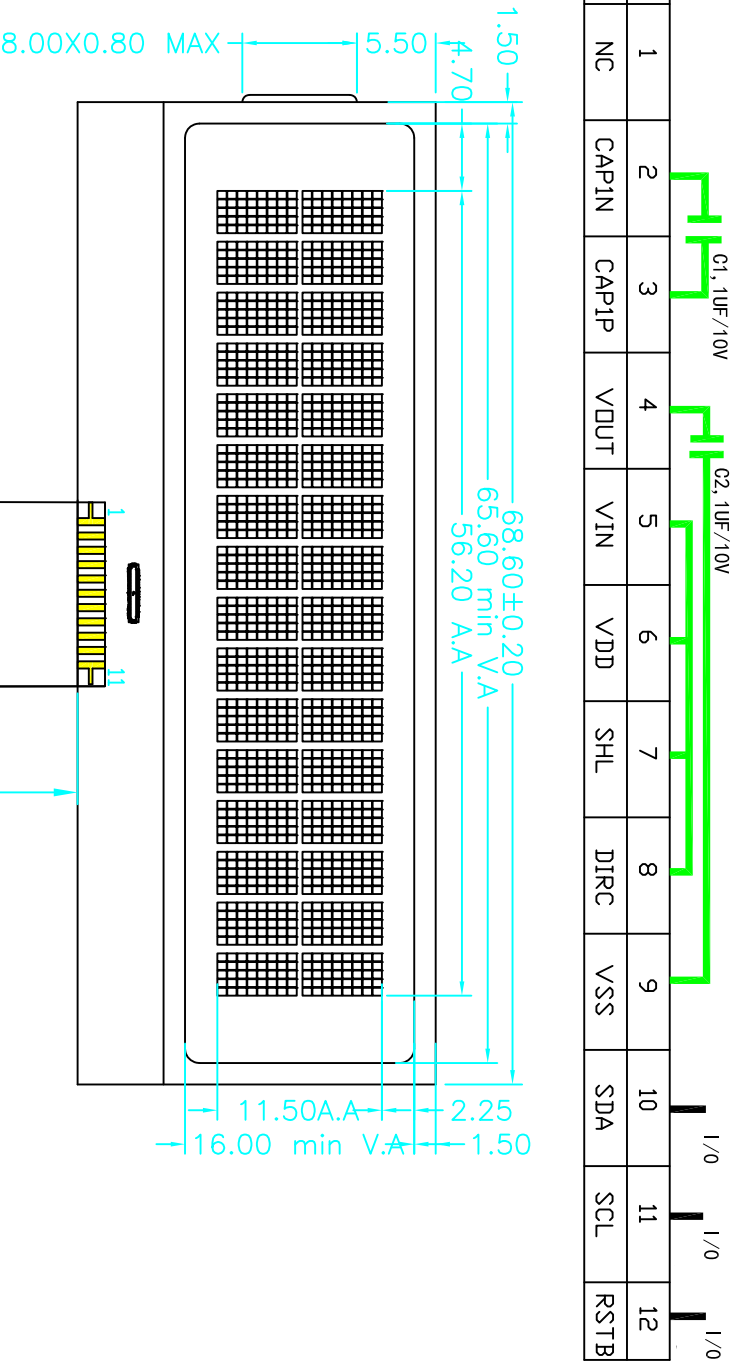 8.00X0.80 MAX
5.50
1.50
4.70
68.60±0.20
65.60 min V.A
56.20 A.A
1
11
11.50A.A
2.25
16.00 min V.A
1.50
1 NC
2 CAP1N
3 CAP1P
4 VOUT
5 VIN
6 VDD
7 SHL
8 DIRC
9 VSS
10 SDA
11 SCL
12 RSTB
C1, 1UF/10V
C2, 1UF/10V
I/O
I/O
I/O